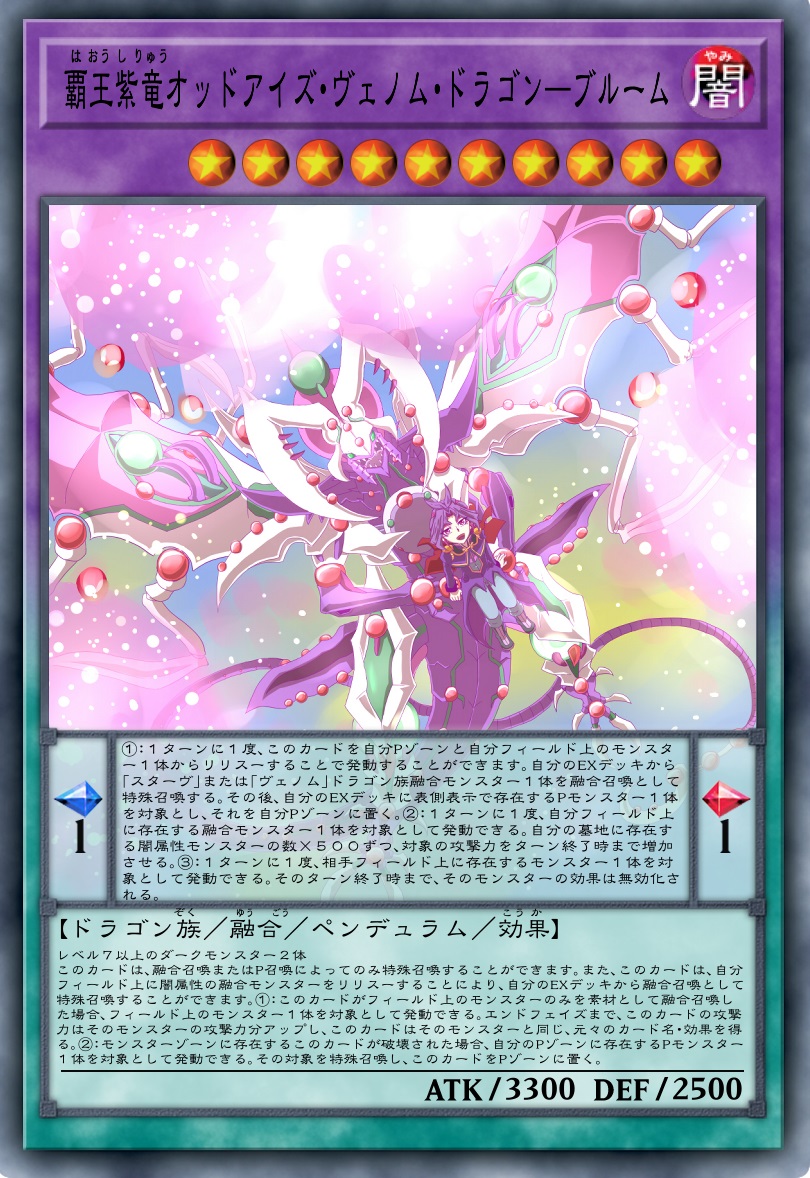 はおうしりゅう
覇王紫竜オッドアイズ・ヴェノム・ドラゴン―ブル～ム
やみ
闇
①:１ターンに１度、このカードを自分Pゾーンと自分フィールド上のモンスタ
ー１体からリリースすることで発動することができます。自分のEXデッキから
「スターヴ」または「ヴェノム」ドラゴン族融合モンスター１体を融合召喚として
特殊召喚する。その後、自分のEXデッキに表側表示で存在するPモンスター１体
を対象とし、それを自分Pゾーンに置く。②:１ターンに１度、自分フィールド上
に存在する融合モンスター１体を対象として発動できる。自分の墓地に存在す
る闇属性モンスターの数×５００ずつ、対象の攻撃力をターン終了時まで増加
させる。③:１ターンに１度、相手フィールド上に存在するモンスター１体を対
象として発動できる。そのターン終了時まで、そのモンスターの効果は無効化さ
れる。
1
1
ぞく ゆうごう こうか
【ドラゴン族／融合／ペンデュラム／効果】
レベル７以上のダークモンスター２体
このカードは、融合召喚またはP召喚によってのみ特殊召喚することができます。また、このカードは、自分
フィールド上に闇属性の融合モンスターをリリースすることにより、自分のEXデッキから融合召喚として
特殊召喚することができます。①:このカードがフィールド上のモンスターのみを素材として融合召喚し
た場合、フィールド上のモンスター１体を対象として発動できる。エンドフェイズまで、このカードの攻撃
力はそのモンスターの攻撃力分アップし、このカードはそのモンスターと同じ、元々のカード名・効果を得
る。②:モンスターゾーンに存在するこのカードが破壊された場合、自分のPゾーンに存在するPモンスター
１体を対象として発動できる。その対象を特殊召喚し、このカードをPゾーンに置く。
ATK/3300 DEF/2500